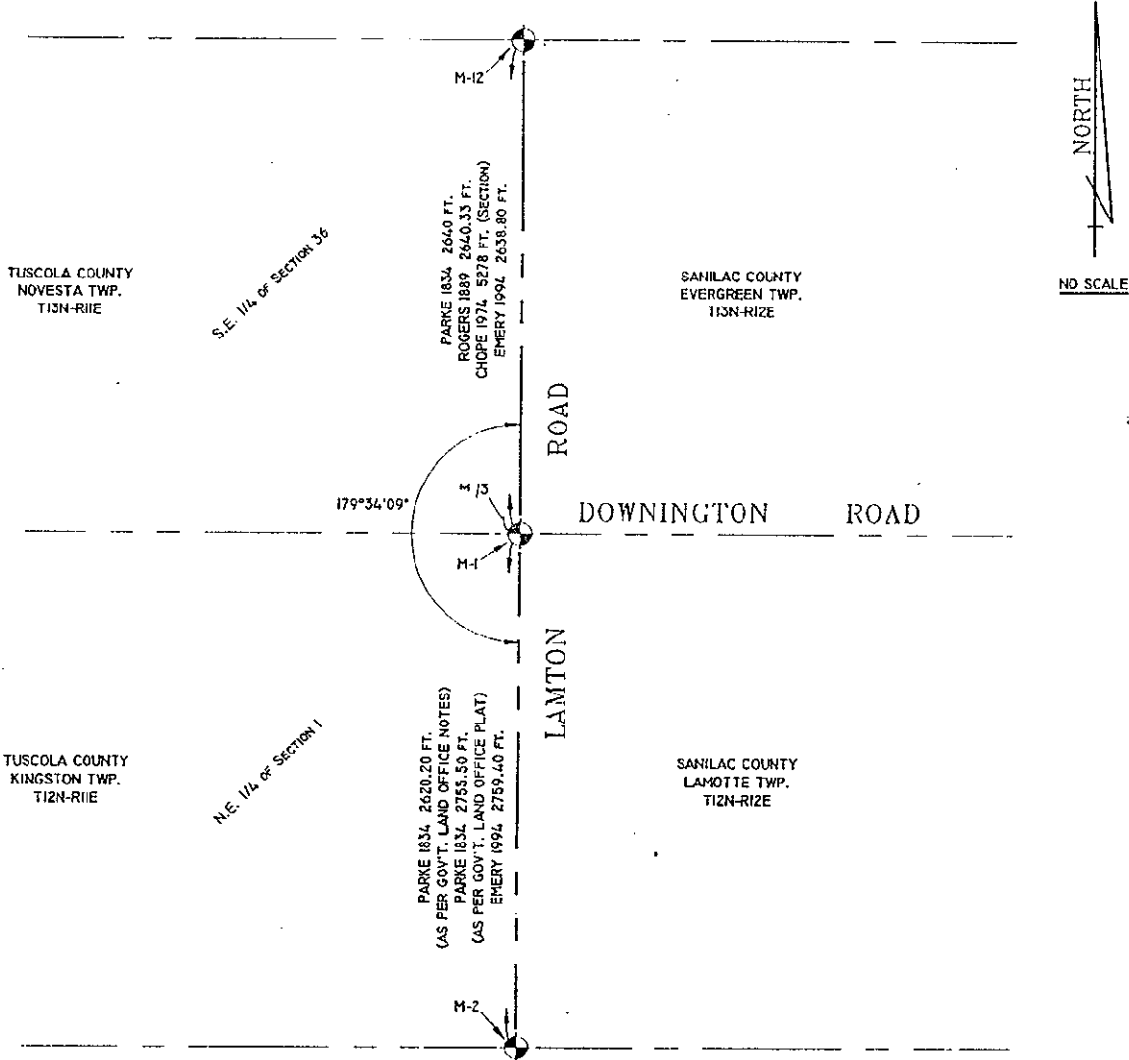 M-12
NORTH
NO SCALE
PARKE 1834 2640 FT.
ROGERS 1889 2640.33 FT.
CHOPE 1974 5278 FT. (SECTION)
EMERY 1994 2638.80 FT.
TUSCOLA COUNTY
NOVESTA TWP.
T13N-R11E
S.E. 1/4 OF SECTION 36
SANILAC COUNTY
EVERGREEN TWP.
T13N-R12E
ROAD
179°34'09"
M-13
DOWNINGTON ROAD
M-1
LAMTON
PARKE 1834 2620.20 FT.
(AS PER GOV'T. LAND OFFICE NOTES)
PARKE 1834 2755.50 FT.
(AS PER GOV'T. LAND OFFICE PLAT)
EMERY 1994 2759.40 FT.
TUSCOLA COUNTY
KINGSTON TWP.
T12N-R11E
N.E. 1/4 OF SECTION 1
SANILAC COUNTY
LAMOTTE TWP.
T12N-R12E
M-2